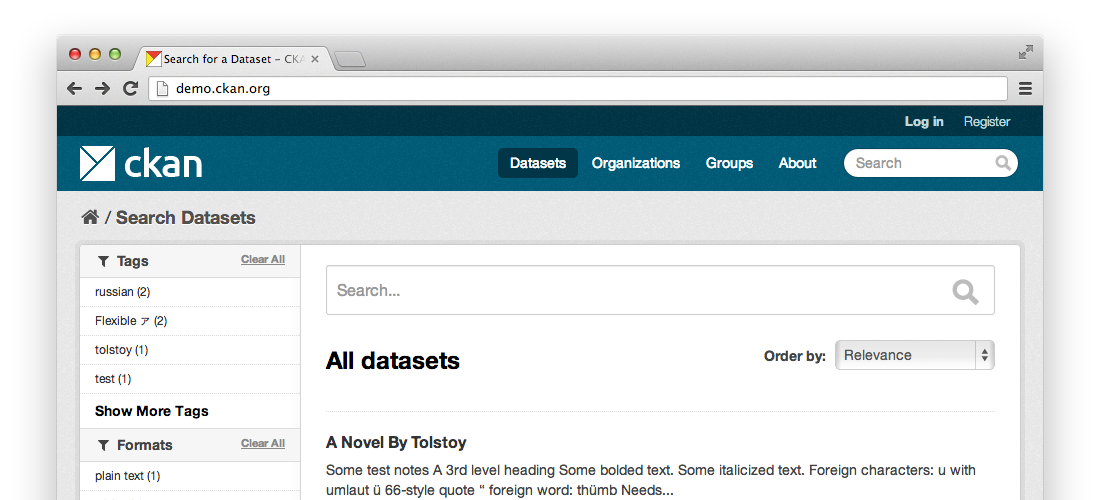 Search for a Dataset – CKA
demo.ckan.org
Log in Register
ckan
Datasets Organizations Groups About Search
/ Search Datasets
Tags Clear All
russian (2)
Flexible ア (2)
tolstoy (1)
test (1)
Show More Tags
Formats Clear All
plain text (1)
Search...
All datasets
Order by: Relevance
A Novel By Tolstoy
Some test notes A 3rd level heading Some bolded text. Some italicized text. Foreign characters: u with
umlaut ü 66-style quote “ foreign word: thümb Needs...